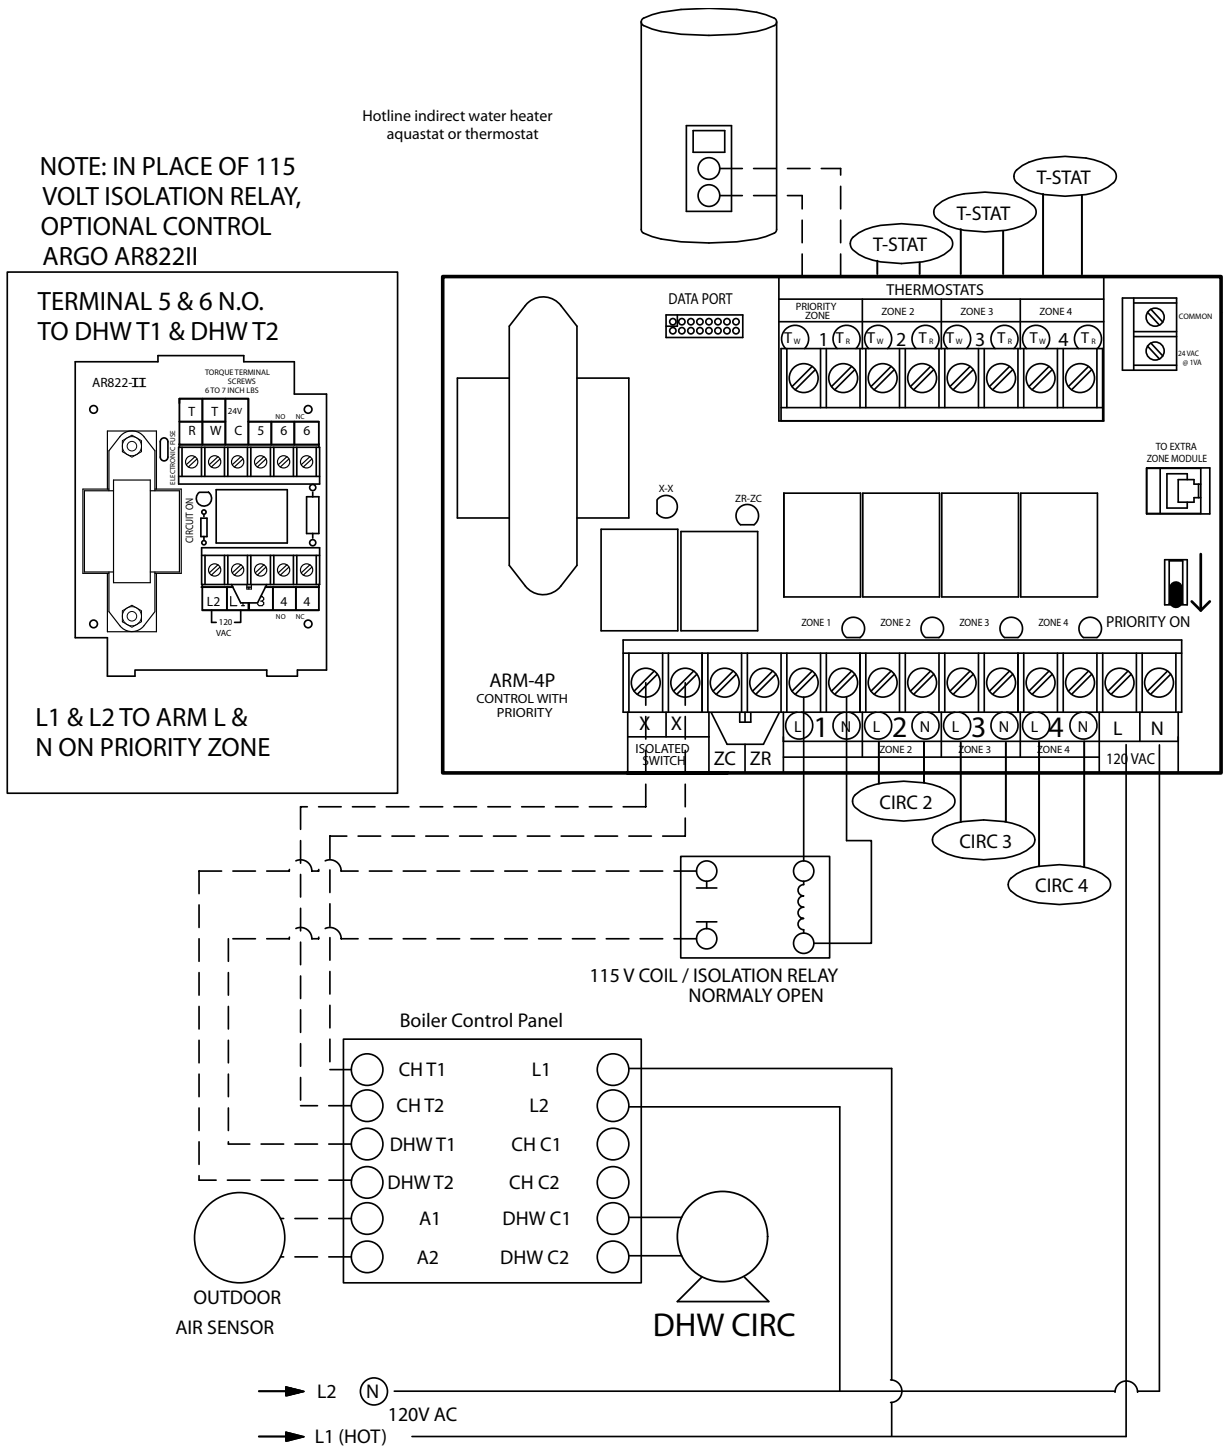 Hotline indirect water heater
aquastat or thermostat
NOTE: IN PLACE OF 115
VOLT ISOLATION RELAY,
OPTIONAL CONTROL
ARGO AR822II
TERMINAL 5 & 6 N.O.
TO DHW T1 & DHW T2
AR822-II
TORQUE TERMINAL
SCREWS
6 TO 7 INCH LBS
T T 24V
NO NC
R W C 5 6 6
ELECTRONIC FUSE
CIRCUIT ON
L2 L1 3 4 4
NO NC
120
VAC
L1 & L2 TO ARM L &
N ON PRIORITY ZONE
T-STAT
T-STAT
T-STAT
DATA PORT
THERMOSTATS
PRIORITY
ZONE
ZONE 2
ZONE 3
ZONE 4
TW 1 TR TW 2 TR TW 3 TR TW 4 TR
COMMON
24 VAC
@ 1VA
TO EXTRA
ZONE MODULE
X-X
ZR-ZC
ZONE 1
ZONE 2
ZONE 3
ZONE 4
PRIORITY ON
ARM-4P
CONTROL WITH
PRIORITY
X X
ISOLATED
SWITCH
ZC ZR
L 1 N L 2 N L 3 N L 4 N L N
ZONE 2
ZONE 3
ZONE 4
120 VAC
CIRC 2
CIRC 3
CIRC 4
115 V COIL / ISOLATION RELAY
NORMALY OPEN
Boiler Control Panel
CH T1 L1
CH T2 L2
DHW T1 CH C1
DHW T2 CH C2
A1 DHW C1
A2 DHW C2
OUTDOOR
AIR SENSOR
DHW CIRC
L2 N
120V AC
L1 (HOT)